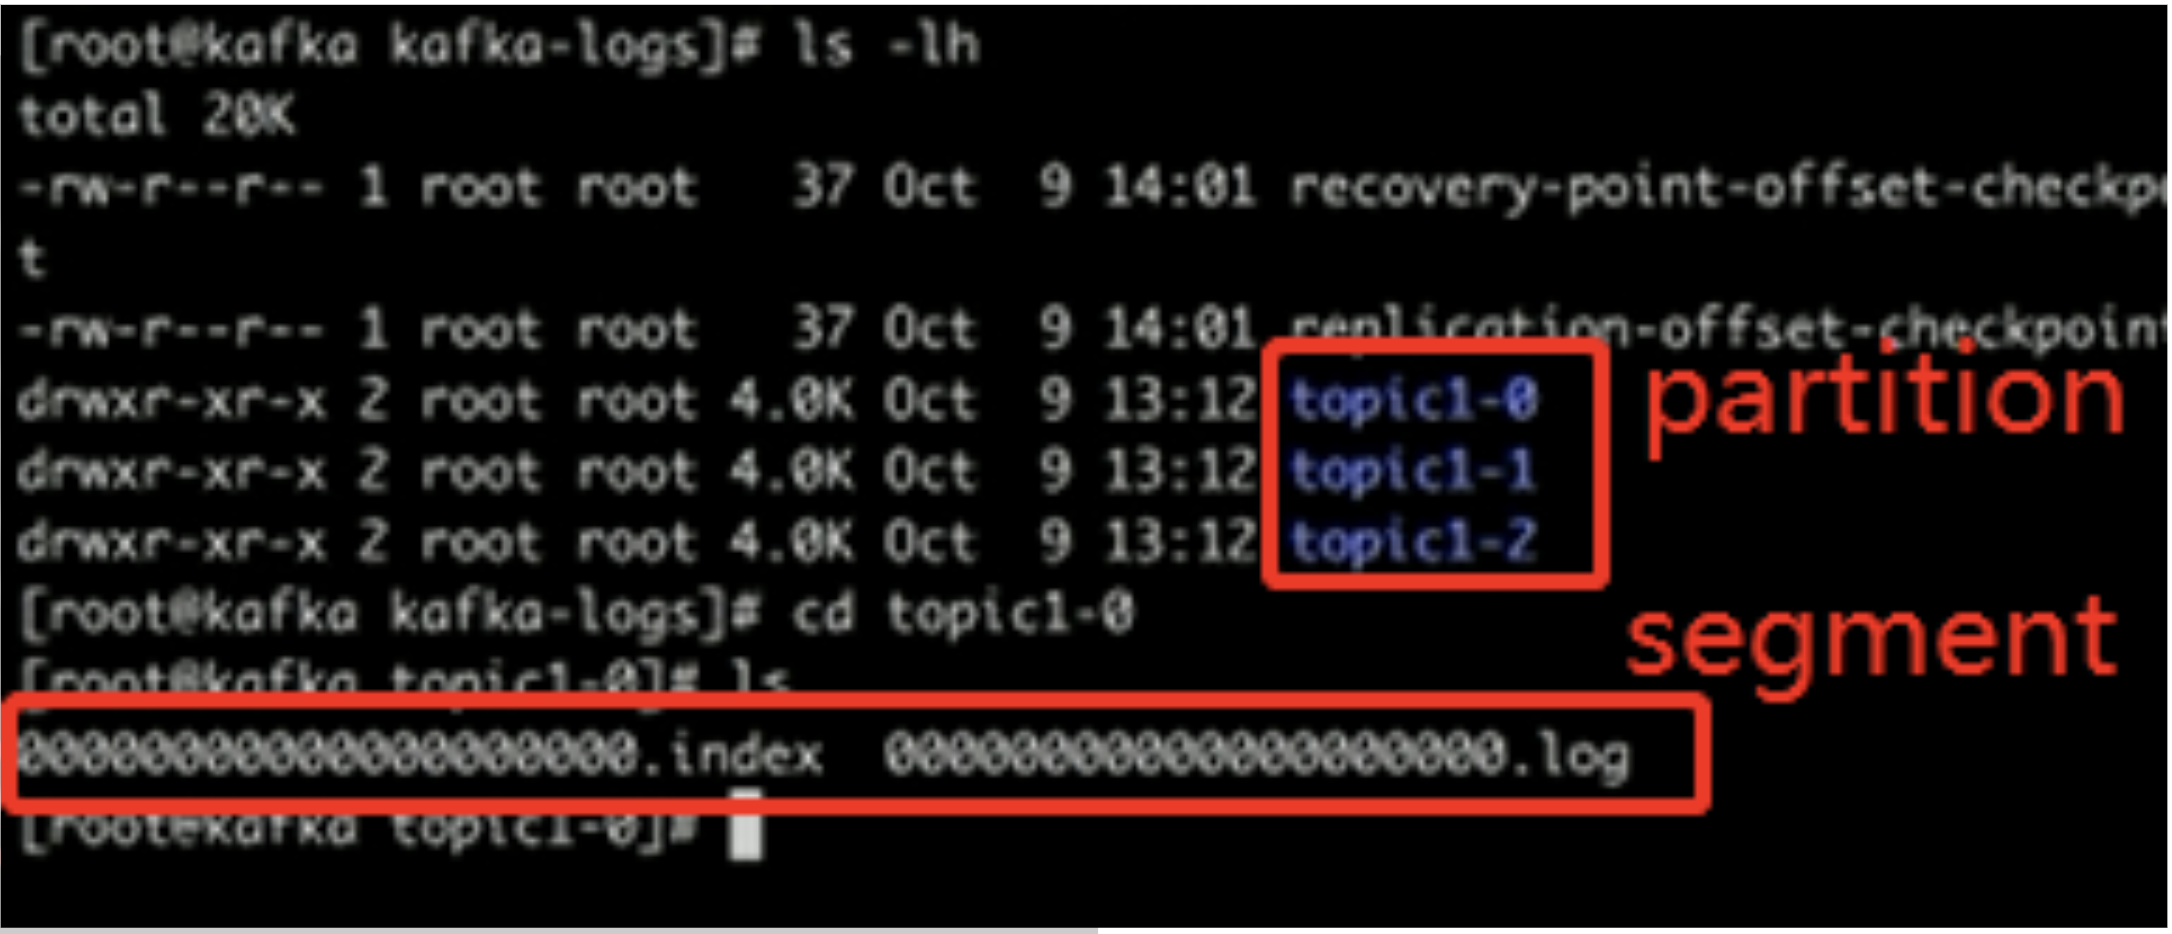 [root@kafka kafka-logs]# ls -lh
total 20K
-rw-r--r-- 1 root root   37 Oct  9 14:01 recovery-point-offset-checkpo
t
-rw-r--r-- 1 root root   37 Oct  9 14:01 replication-offset-checkpoint
drwxr-xr-x 2 root root 4.0K Oct  9 13:12 topic1-0
partition
drwxr-xr-x 2 root root 4.0K Oct  9 13:12 topic1-1
drwxr-xr-x 2 root root 4.0K Oct  9 13:12 topic1-2
[root@kafka kafka-logs]# cd topic1-0
segment
[root@kafka topic1-0]# ls
00000000000000000000.index  00000000000000000000.log
[root@kafka topic1-0]#